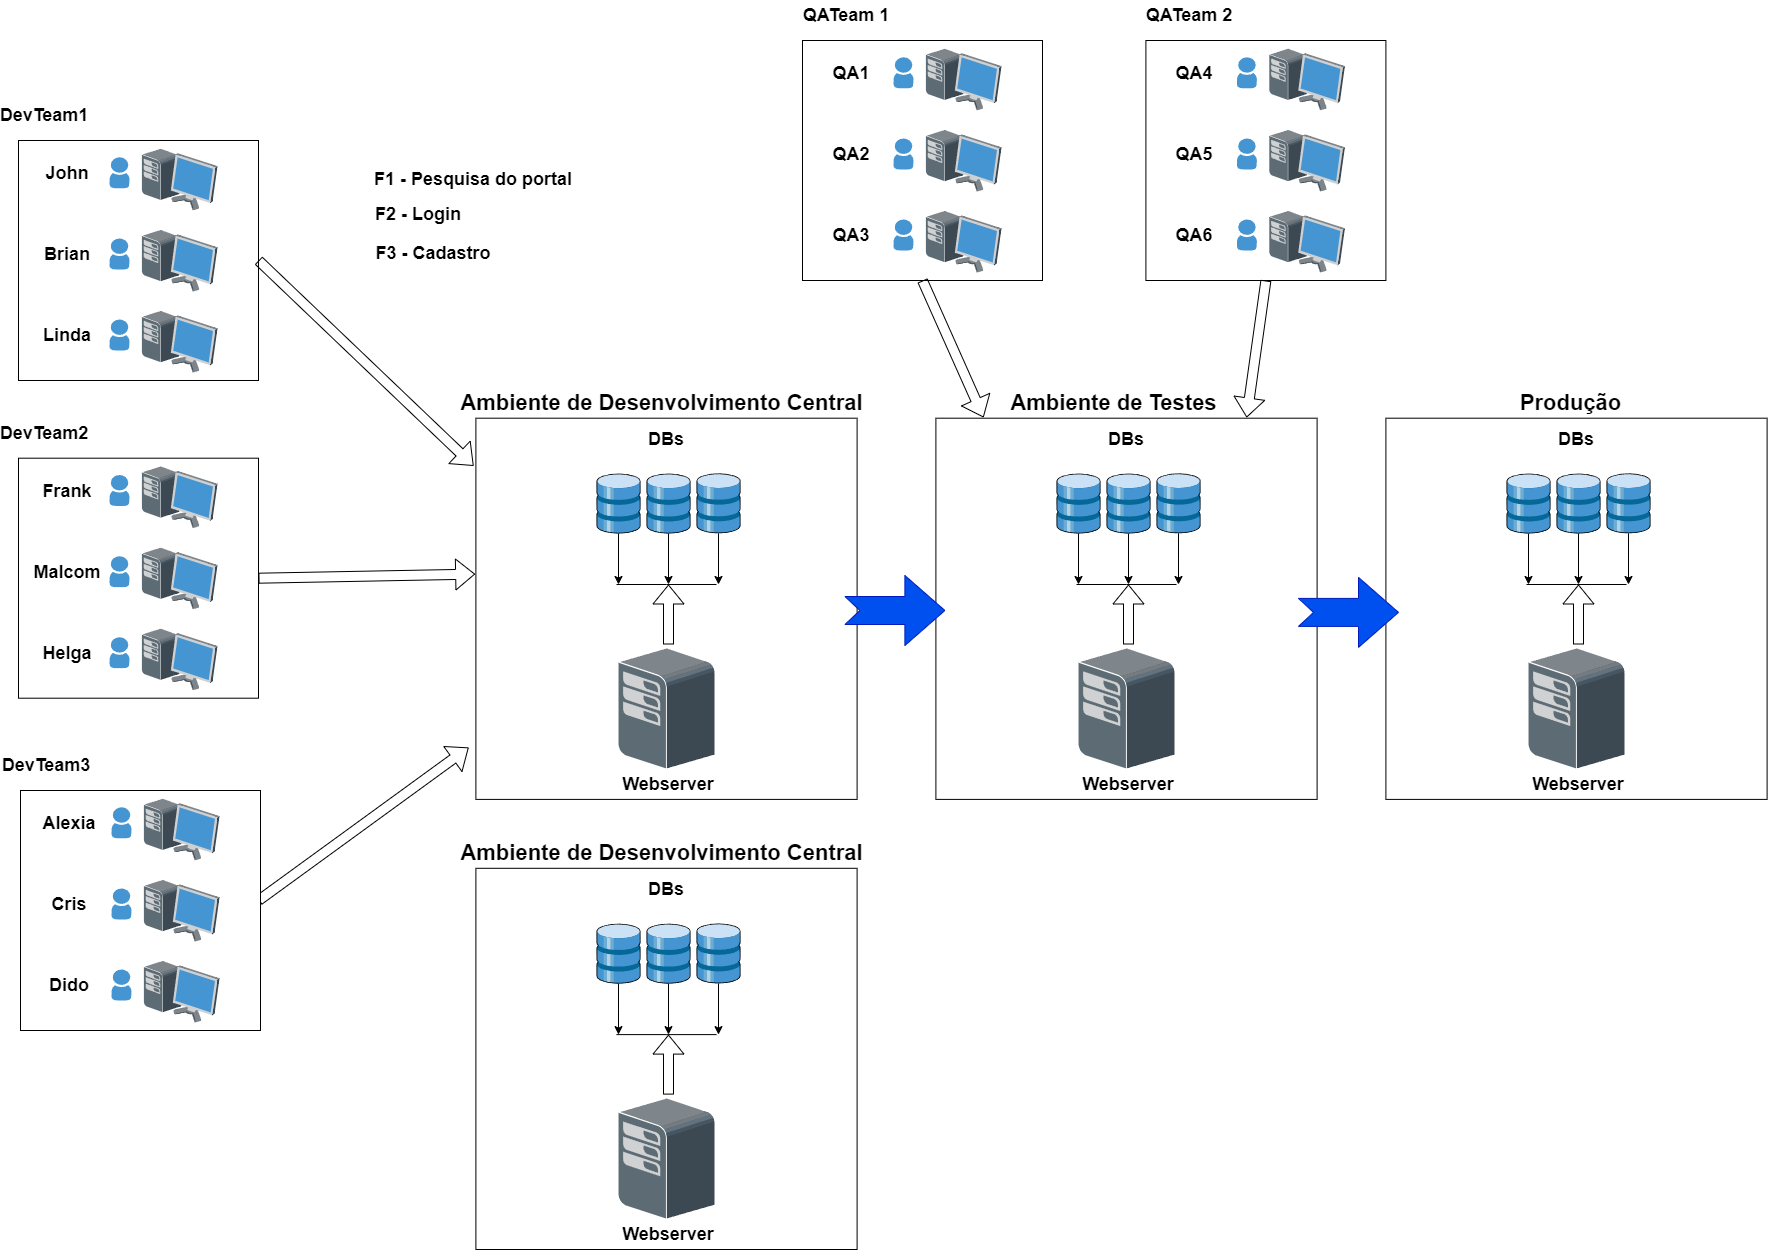 QATeam 1
QA1
QA2
QA3
QATeam 2
QA4
QA5
QA6
DevTeam1
John
Brian
Linda
F1 - Pesquisa do portal
F2 - Login
F3 - Cadastro
DevTeam2
Frank
Malcom
Helga
DevTeam3
Alexia
Cris
Dido
Ambiente de Desenvolvimento Central
DBs
Webserver
Ambiente de Testes
DBs
Webserver
Produção
DBs
Webserver
Ambiente de Desenvolvimento Central
DBs
Webserver